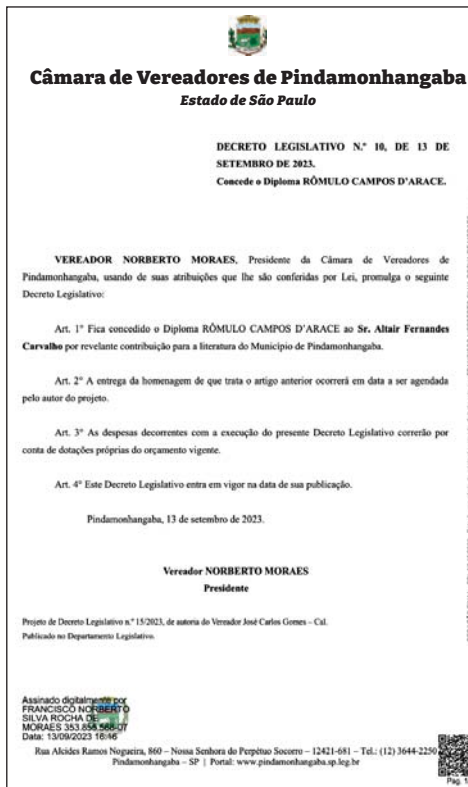 Câmara de Vereadores de Pindamonhangaba
Estado de São Paulo
DECRETO LEGISLATIVO N.º 10, DE 13 DE
SETEMBRO DE 2023.
Concede o Diploma RÔMULO CAMPOS D'ARACE.
VEREADOR NORBERTO MORAES, Presidente da Câmara de Vereadores de
Pindamonhangaba, usando de suas atribuições que lhe são conferidas por Lei, promulga o seguinte
Decreto Legislativo:
Art. 1º Fica concedido o Diploma RÔMULO CAMPOS D'ARACE ao Sr. Altair Fernandes
Carvalho por revelante contribuição para a literatura do Município de Pindamonhangaba.
Art. 2º A entrega da homenagem de que trata o artigo anterior ocorrerá em data a ser agendada
pelo autor do projeto.
Art. 3º As despesas decorrentes com a execução do presente Decreto Legislativo correrão por
conta de dotações próprias do orçamento vigente.
Art. 4º Este Decreto Legislativo entra em vigor na data de sua publicação.
Pindamonhangaba, 13 de setembro de 2023.
Vereador NORBERTO MORAES
Presidente
Projeto de Decreto Legislativo n.º 15/2023, de autoria do Vereador José Carlos Gomes – Cal.
Publicado no Departamento Legislativo.
Assinado digitalmente por
FRANCISCO NORBERTO
SILVA ROCHA DE
MORAES
Data: 13/09/2023 16:46
Rua Alcides Ramos Nogueira, 860 – Nossa Senhora do Perpétuo Socorro – 12421-681 – Tel.: (12) 3644-2250
Pindamonhangaba – SP | Portal: www.pindamonhangaba.sp.leg.br
Pág. 1